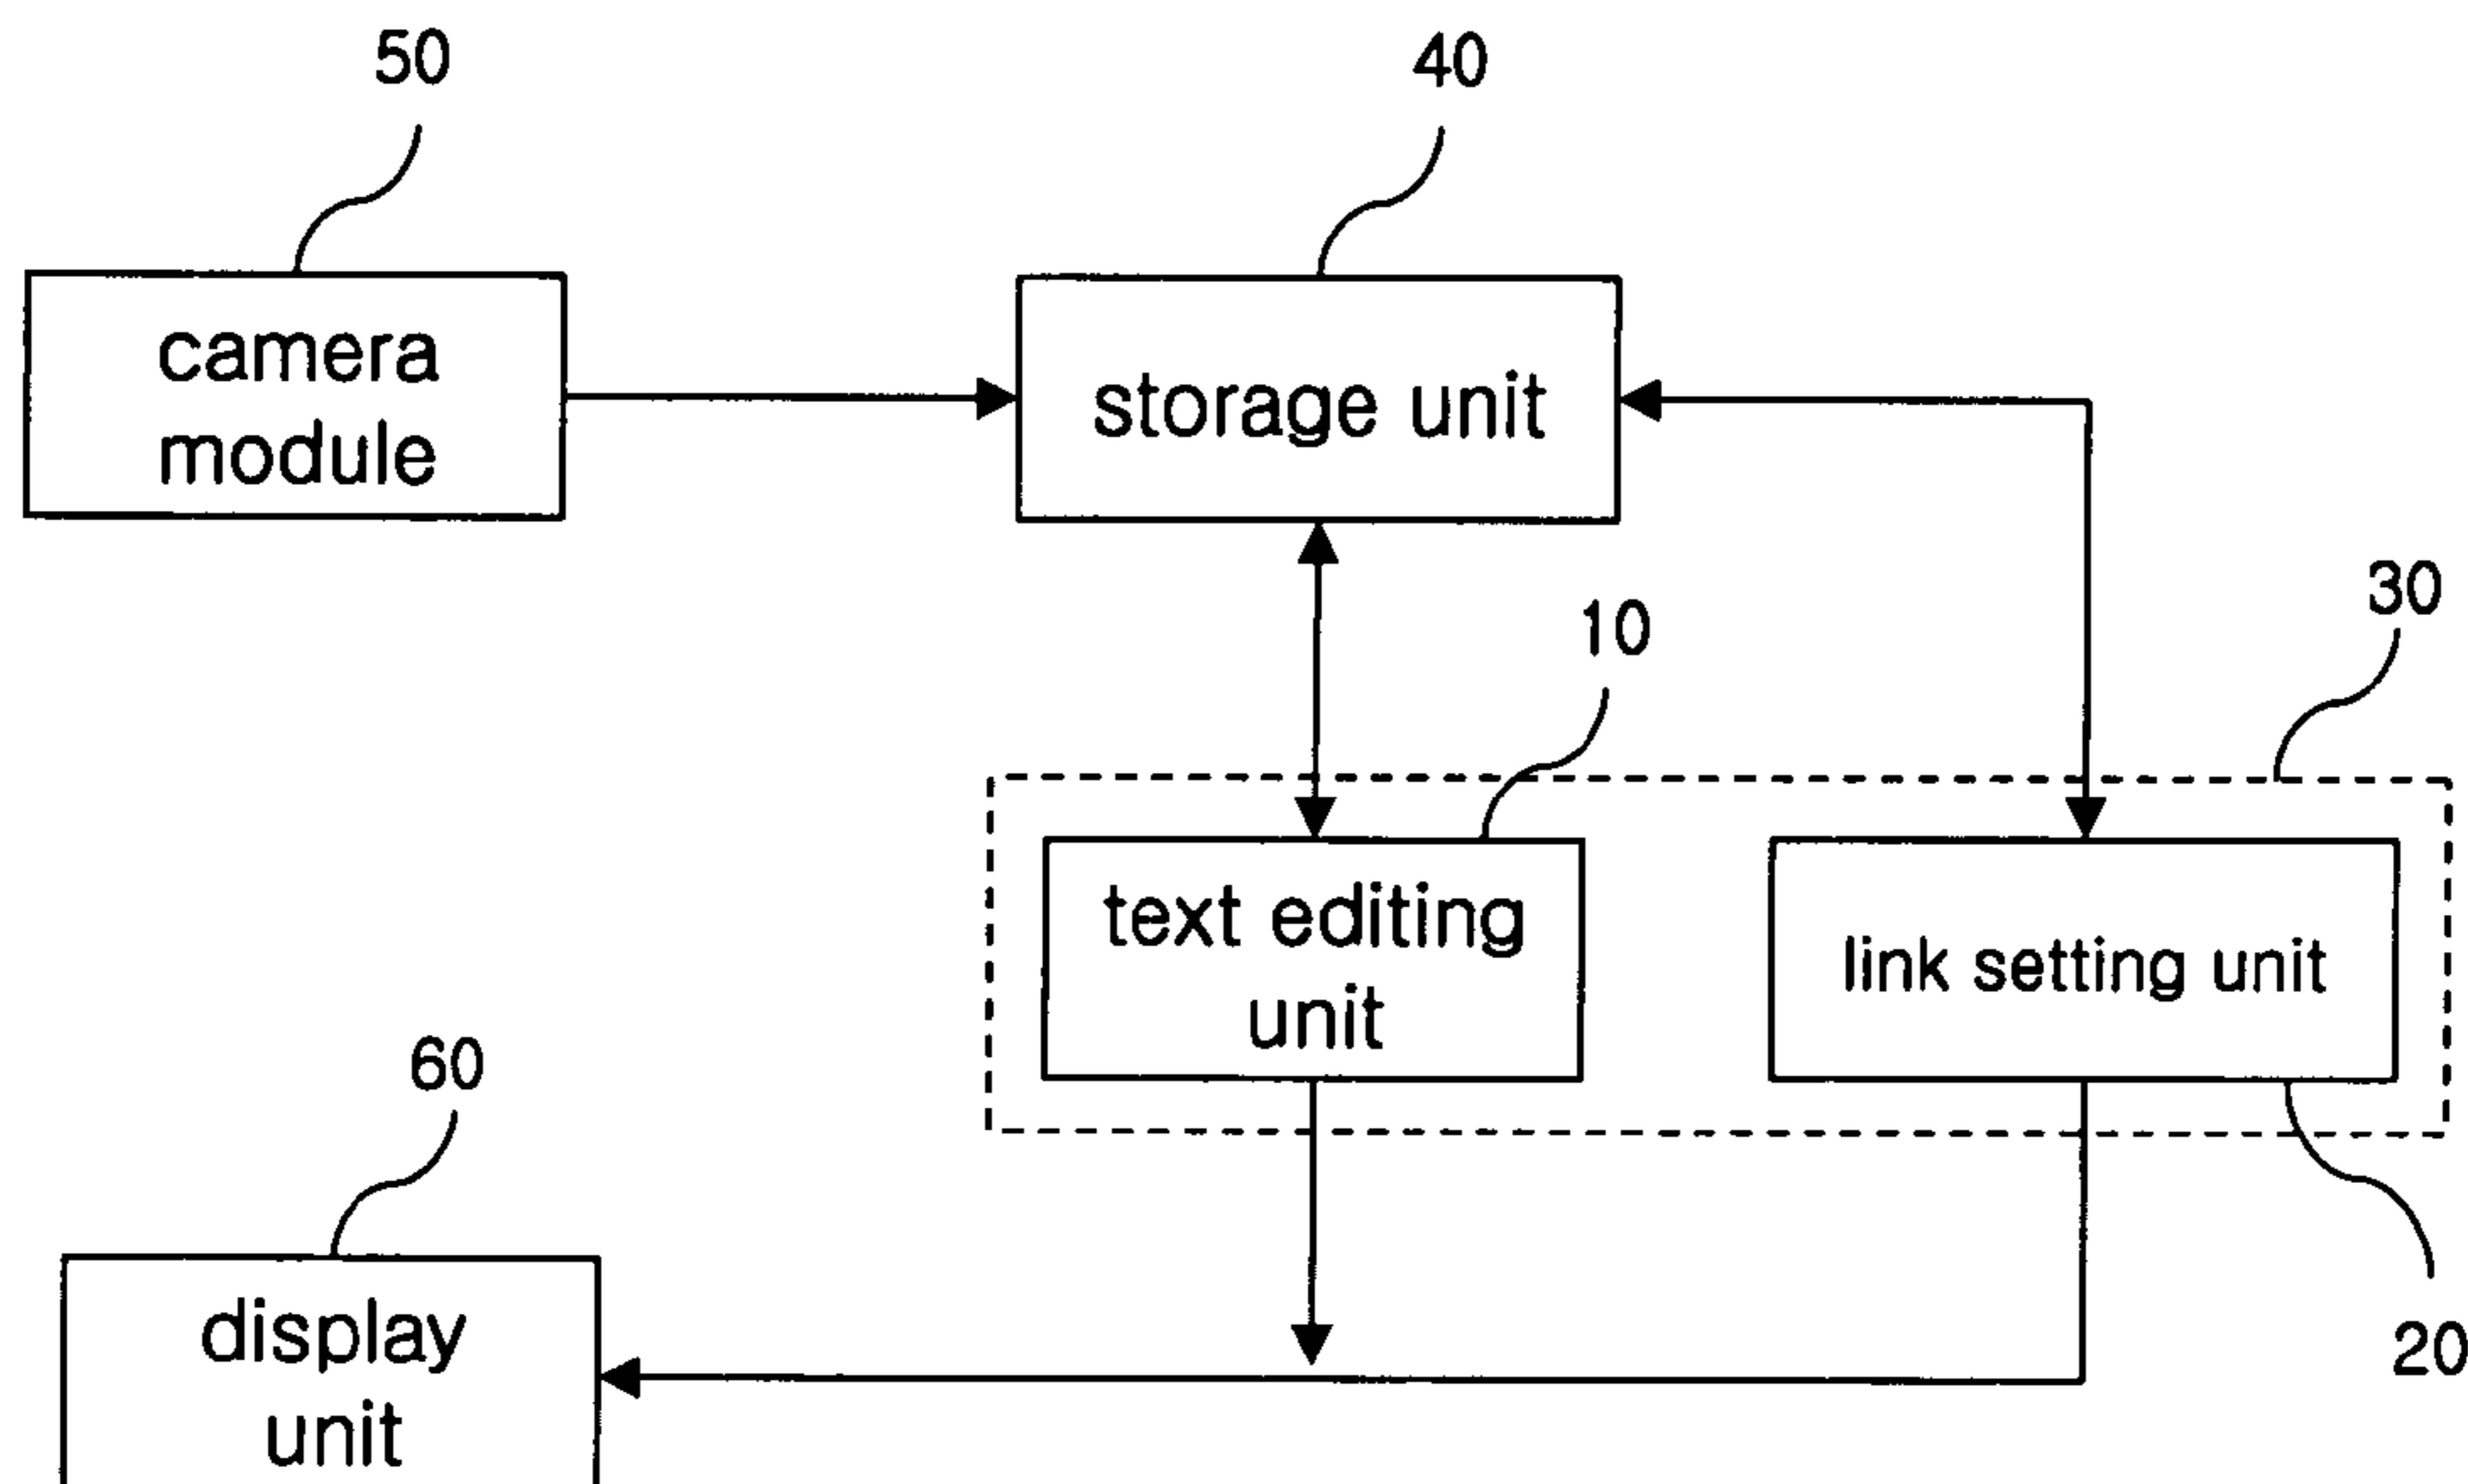 50
40
camera
module
storage unit
30
10
text editing
unit
link setting unit
60
20
display
unit